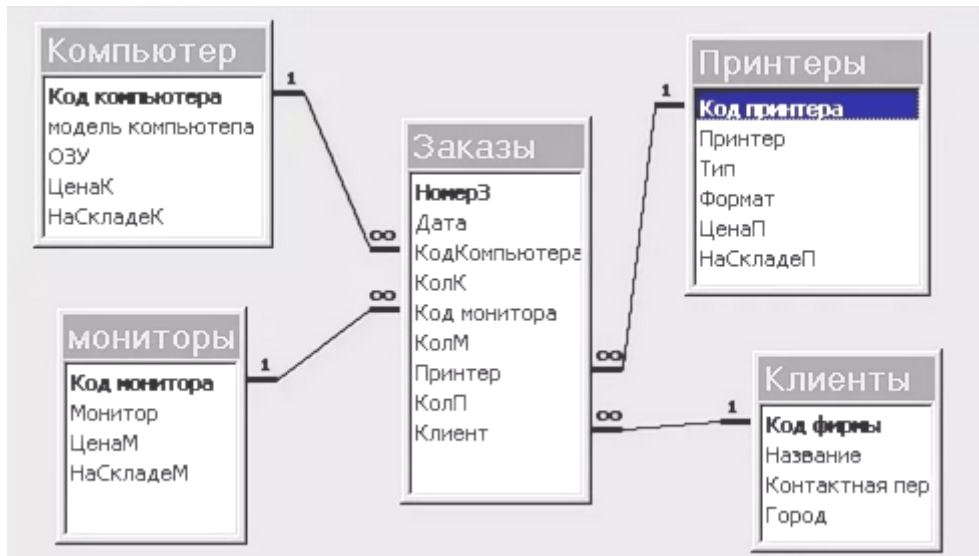 Компьютер
Код компьютера
модель компьютепа
ОЗУ
ЦенаК
НаСкладеК
1
∞
мониторы
Код монитора
Монитор
ЦенаМ
НаСкладеМ
1
∞
Заказы
НомерЗ
Дата
КодКомпьютера
КолК
Код монитора
КолМ
Принтер
КолП
Клиент
Принтеры
Код принтера
Принтер
Тип
Формат
ЦенаП
НаСкладеП
1
∞
Клиенты
Код фирмы
Название
Контактная пер
Город
1
∞